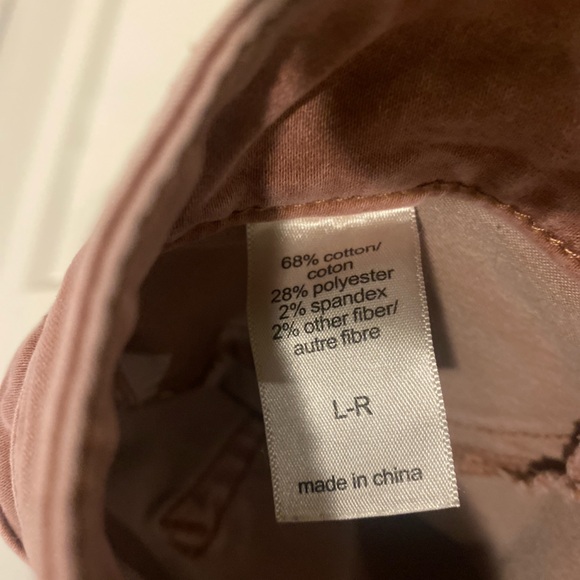 68% cotton/
coton
28% polyester
2% spandex
2% other fiber/
autre fibre
L-R
made in china